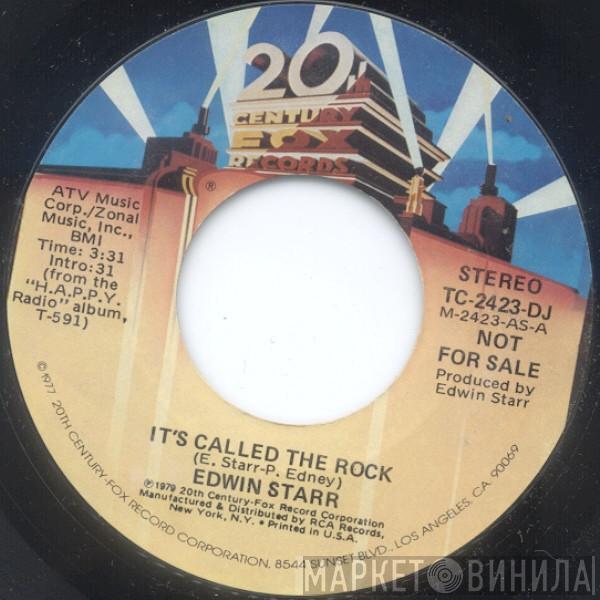 20th
CENTURY
FOX
RECORDS
®
ATV Music
Corp./Zonal
Music, Inc.,
BMI
Time: 3:31
Intro:31
(from the
"H.A.P.P.Y.
Radio" album,
T-591)
STEREO
TC-2423-DJ
M-2423-AS-A
NOT
FOR SALE
Produced by
Edwin Starr
IT'S CALLED THE ROCK
(E. Starr-P. Edney)
EDWIN STARR
℗ 1979 20th Century-Fox Record Corporation
Manufactured & Distributed by RCA Records,
New York, N.Y. • Printed in U.S.A.
© 1977 20TH CENTURY-FOX RECORD CORPORATION, 8544 SUNSET BLVD., LOS ANGELES, CA. 90069
МАРКЕТ ВИНИЛА